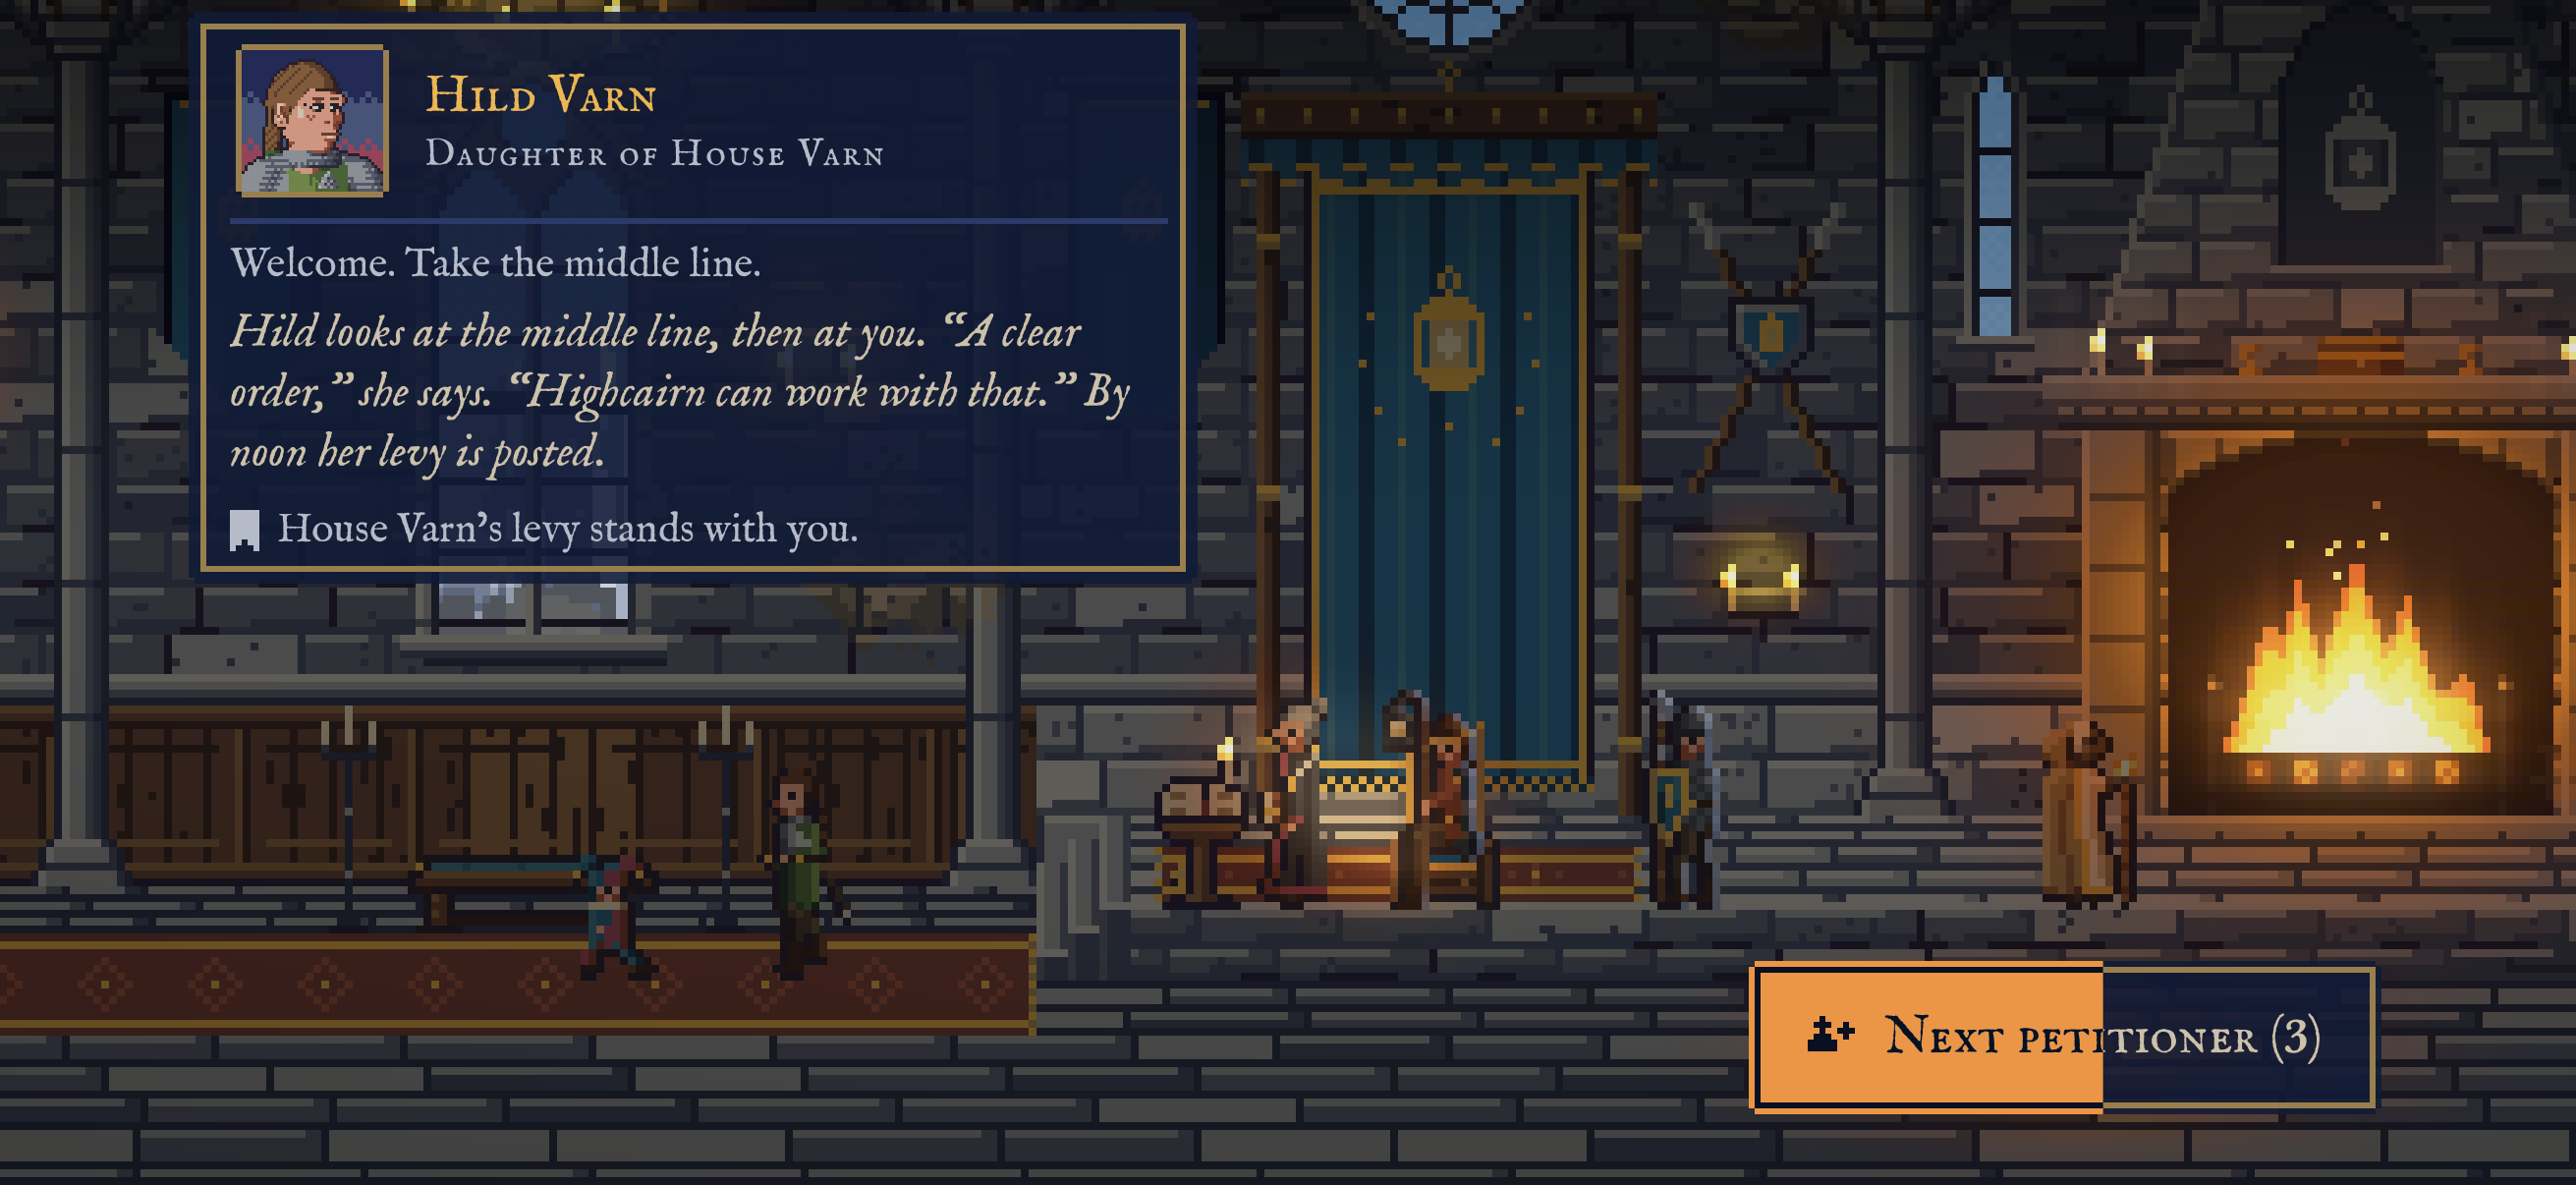 Hild Varn
Daughter of House Varn
Welcome. Take the middle line.
Hild looks at the middle line, then at you. “A clear
order,” she says. “Highcairn can work with that.” By
noon her levy is posted.
House Varn’s levy stands with you.
Next petitioner (3)